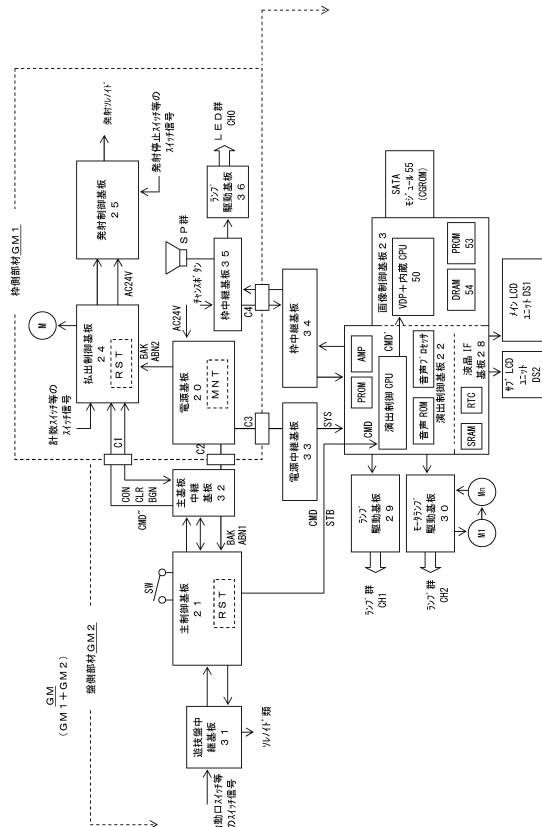 GM
(GM1+GM2)
枠側部材GM1
盤側部材GM2
発射ソレノイド
発射制御基板
25
発射停止スイッチ等の
スイッチ信号
AC24V
M
払出制御基板
24
RST
計数スイッチ等の
スイッチ信号
BAK
ABN2
AC24V
電源基板
20
MNT
LED群
CH0
ランプ
駆動基板
36
SP群
チャンスボタン
枠中継基板35
C1
C2
C3
C4
CON
CLR
BGN
CMD"
主基板
中継
基板
32
BAK
ABN1
電源中継基板
33
枠中継基板
34
SW
主制御基板
21
RST
遊技盤中
継基板
31
ソレノイド類
動口スイッチ等
のスイッチ信号
CMD
STB
SYS
CMD
PROM
AMP
演出制御CPU
CMD'
音声プロセッサ
音声ROM
演出制御基板22
液晶IF
基板28
RTC
SRAM
画像制御基板23
VDP+内蔵CPU
50
PROM
53
DRAM
54
SATA
モジュール55
(CGROM)
メインLCD
ユニットDS1
サブLCD
ユニット
DS2
ランプ
駆動基板
29
モータランプ
駆動基板
30
ランプ群
CH1
ランプ群
CH2
M1
Mn